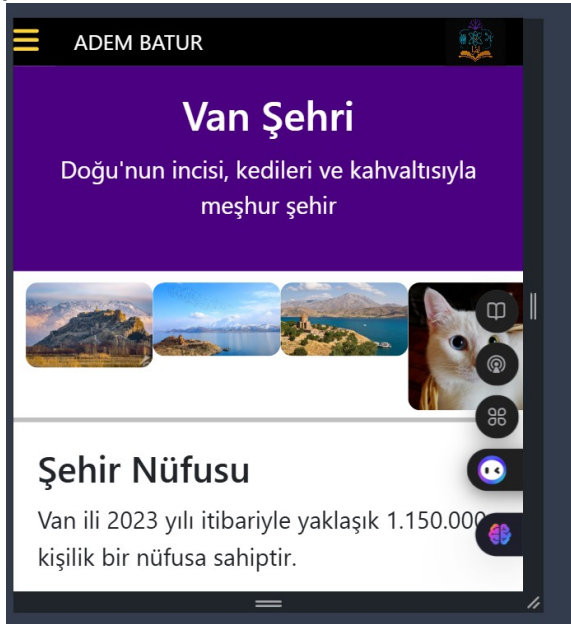 ADEM BATUR
Van Şehri
Doğu'nun incisi, kedileri ve kahvaltısıyla
meşhur şehir
Şehir Nüfusu
Van ili 2023 yılı itibariyle yaklaşık 1.150.000
kişilik bir nüfusa sahiptir.